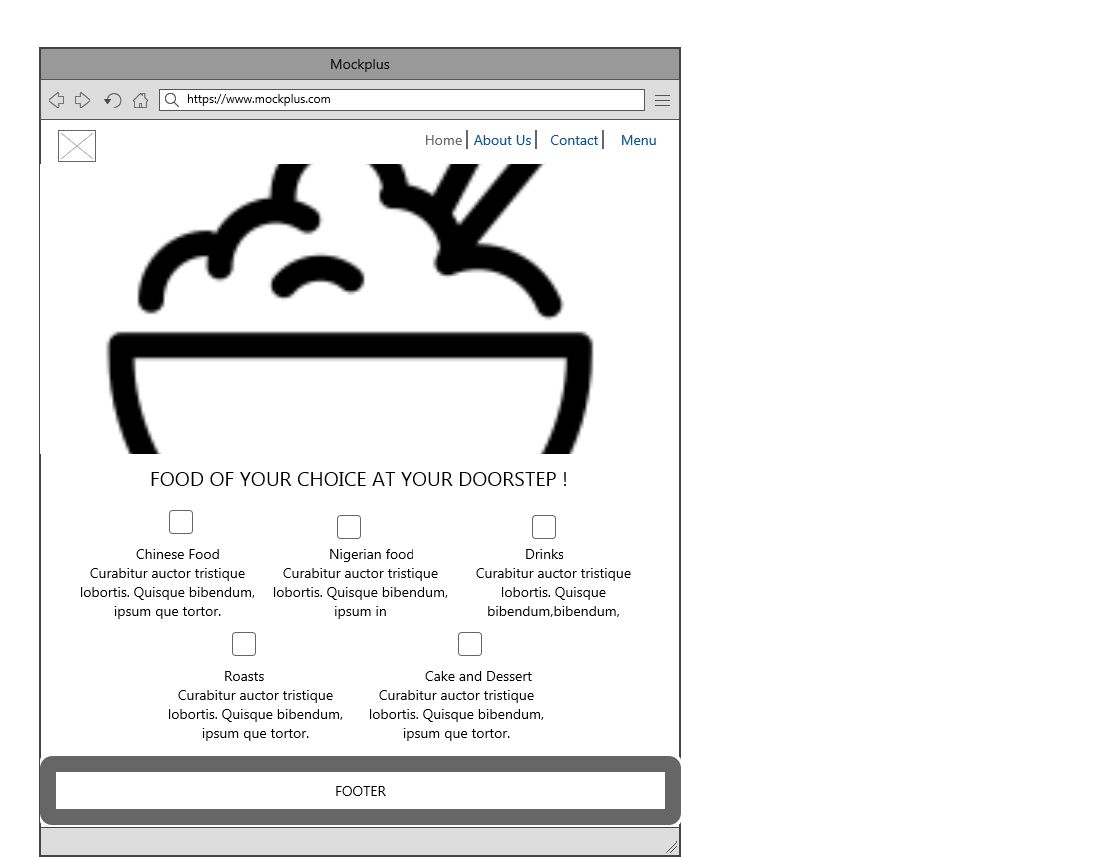 Mockplus
https://www.mockplus.com
Home About Us Contact Menu
FOOD OF YOUR CHOICE AT YOUR DOORSTEP !
Chinese Food
Curabitur auctor tristique
lobortis. Quisque bibendum,
ipsum que tortor.
Nigerian food
Curabitur auctor tristique
lobortis. Quisque bibendum,
ipsum in
Drinks
Curabitur auctor tristique
lobortis. Quisque
bibendum,bibendum,
Roasts
Curabitur auctor tristique
lobortis. Quisque bibendum,
ipsum que tortor.
Cake and Dessert
Curabitur auctor tristique
lobortis. Quisque bibendum,
ipsum que tortor.
FOOTER